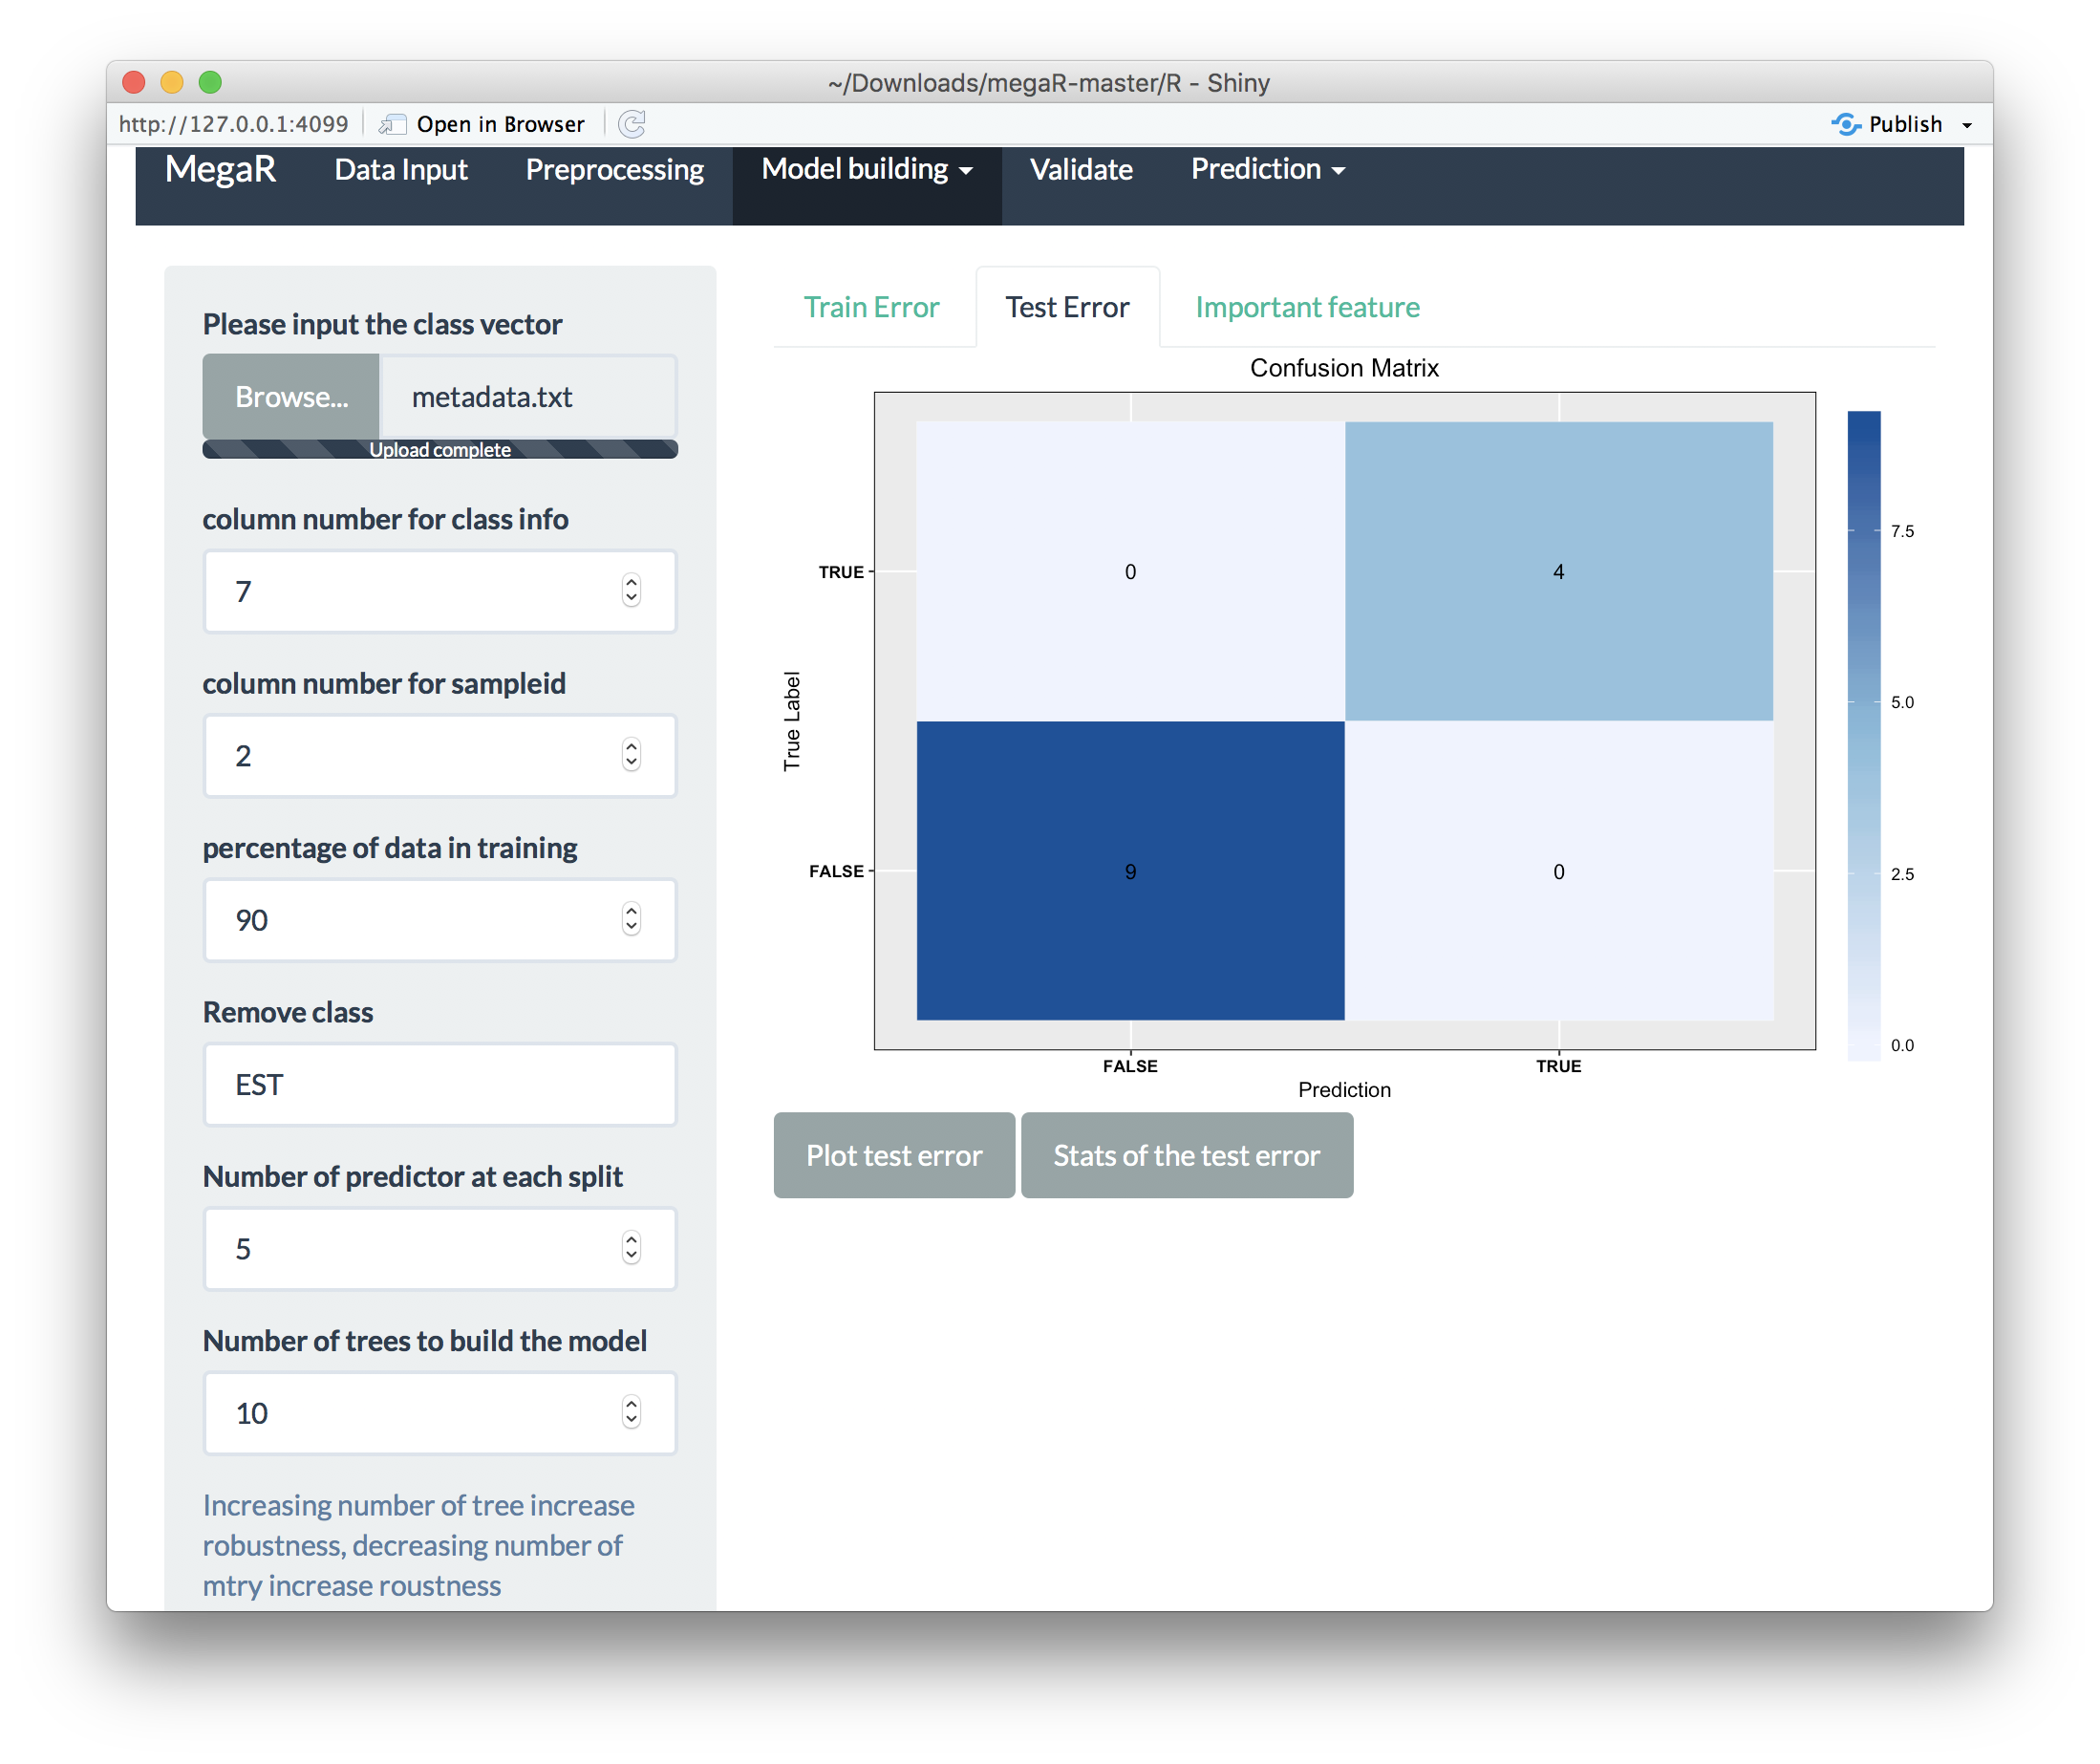 ~/Downloads/megaR-master/R - Shiny
http://127.0.0.1:4099 Open in Browser Publish
MegaR Data Input Preprocessing Model building Validate Prediction
Please input the class vector
Browse... metadata.txt
Upload complete
column number for class info
7
column number for sampleid
2
percentage of data in training
90
Remove class
EST
Number of predictor at each split
5
Number of trees to build the model
10
Increasing number of tree increase
robustness, decreasing number of
mtry increase roustness
Train Error Test Error Important feature
Confusion Matrix
True Label
TRUE 0 4
FALSE 9 0
FALSE TRUE
Prediction
7.5
5.0
2.5
0.0
Plot test error Stats of the test error